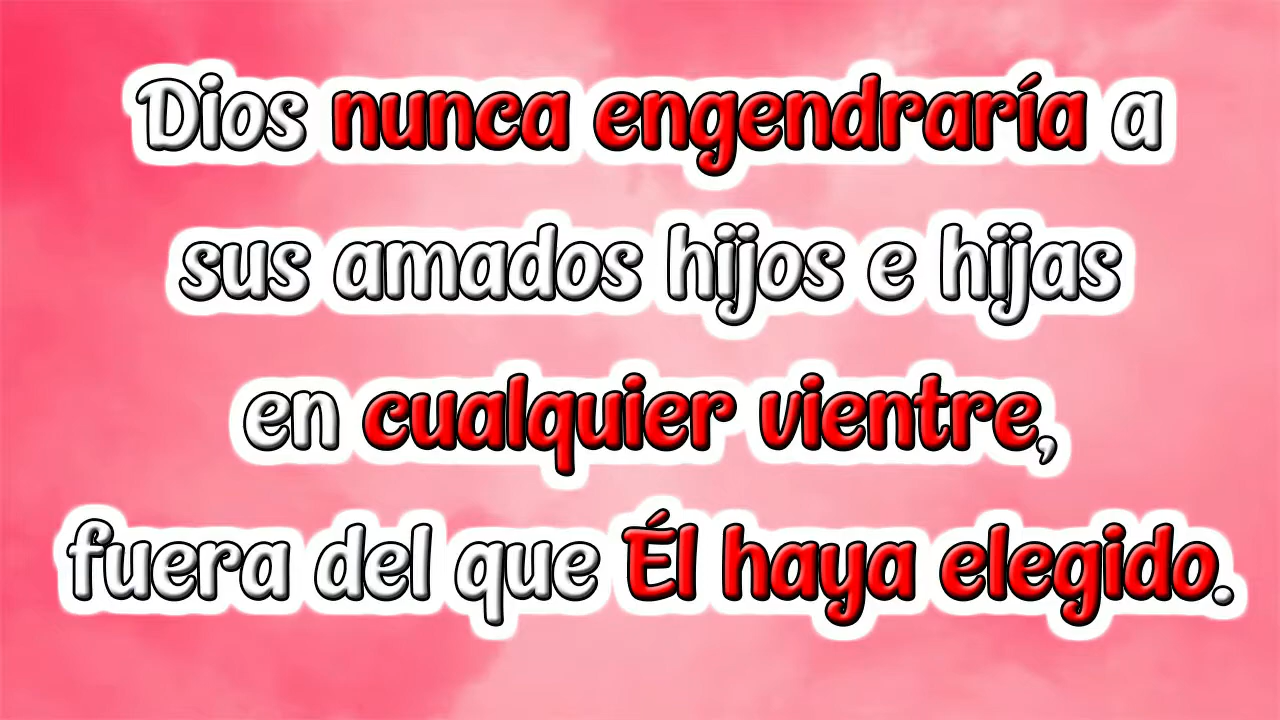 Dios nunca engendraría a
sus amados hijos e hijas
en cualquier vientre,
fuera del que Él haya elegido.